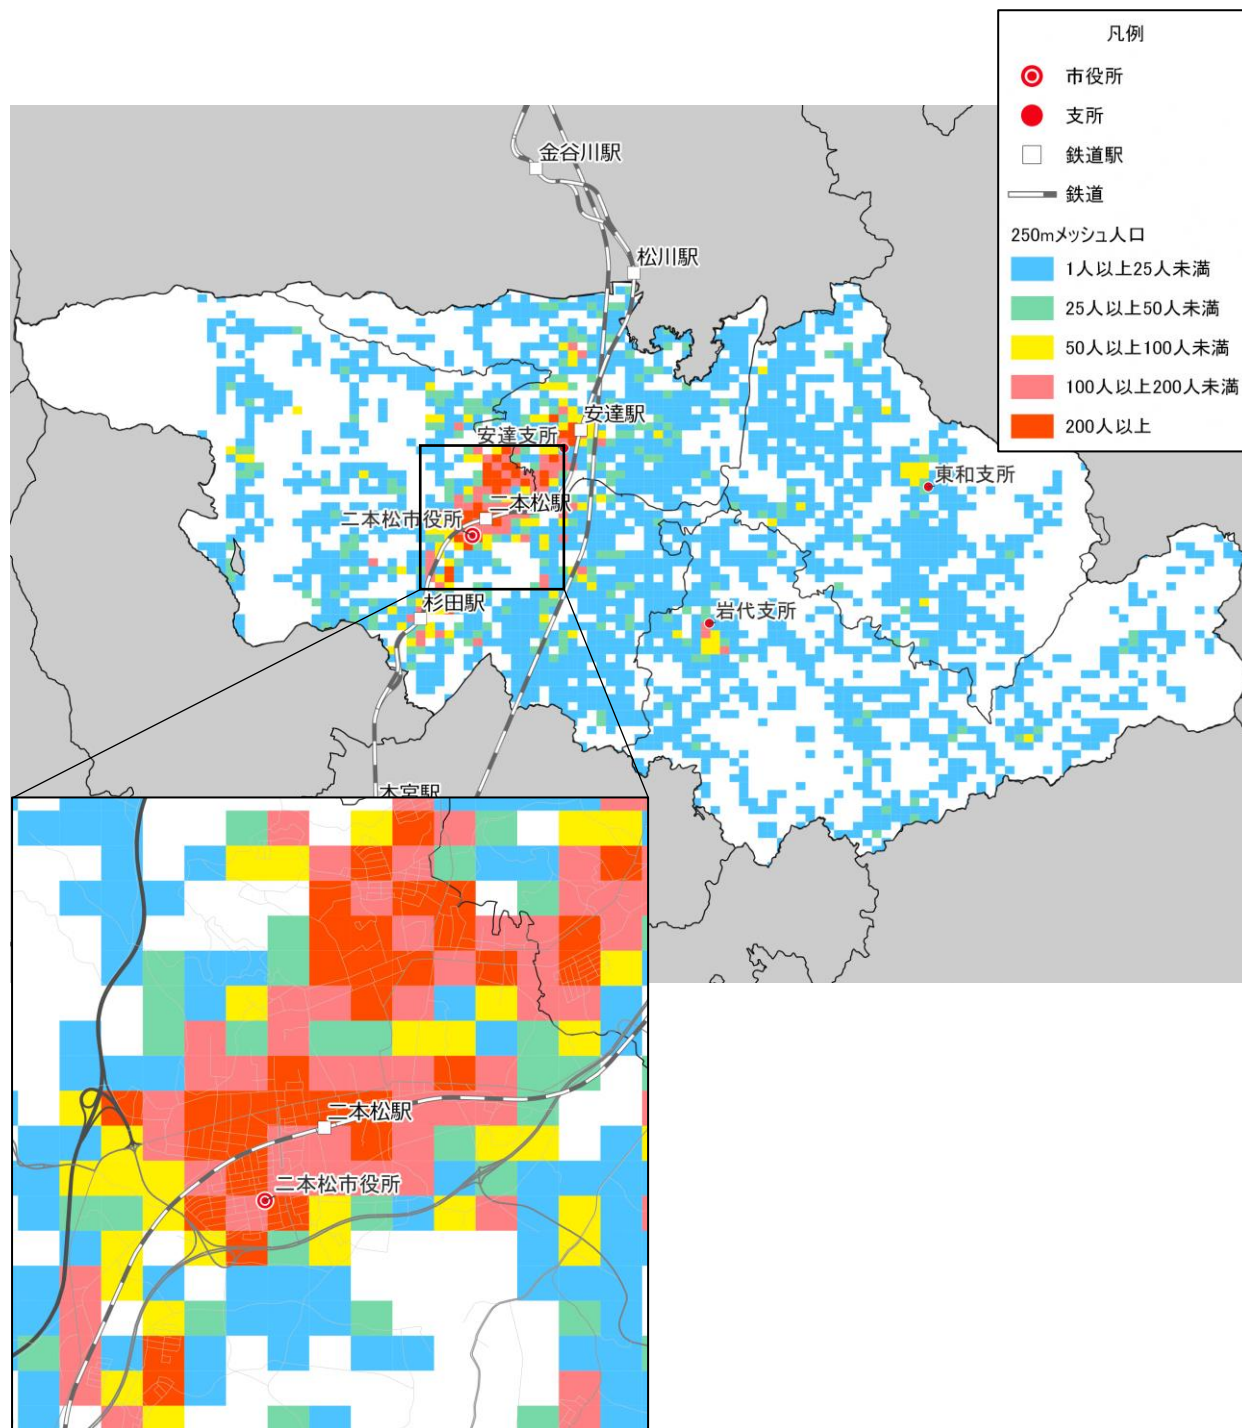 凡例
市役所
支所
鉄道駅
鉄道
250mメッシュ人口
1人以上25人未満
25人以上50人未満
50人以上100人未満
100人以上200人未満
200人以上
金谷川駅
松川駅
安達駅
安達支所
東和支所
二本松駅
二本松市役所
杉田駅
岩代支所
本宮駅
二本松駅
二本松市役所